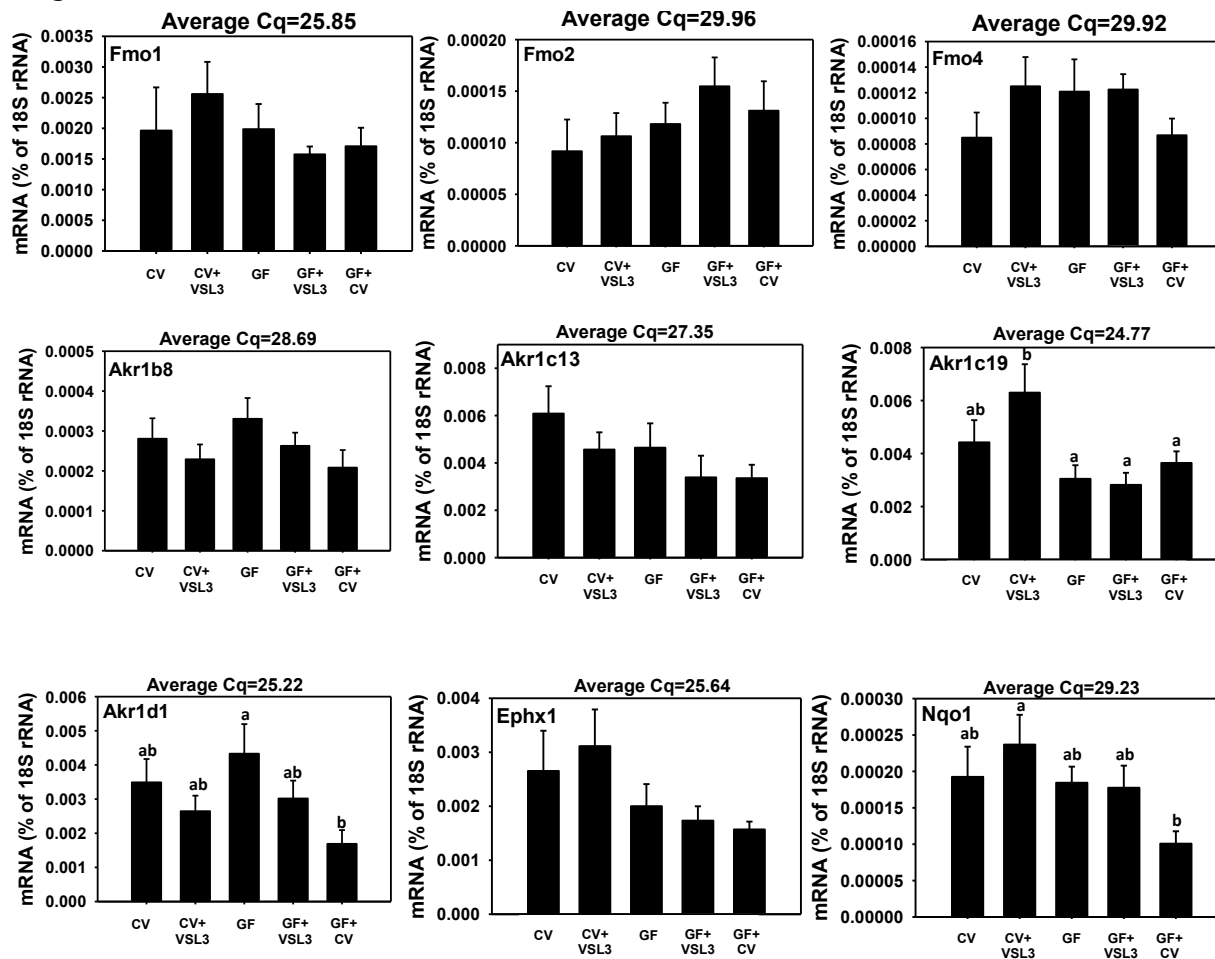 Average Cq=25.85
Fmo1
mRNA (% of 18S rRNA)
0.0035
0.0030
0.0025
0.0020
0.0015
0.0010
0.0005
0.0000
CV
CV+
VSL3
GF
GF+
VSL3
GF+
CV
Average Cq=29.96
Fmo2
mRNA (% of 18S rRNA)
0.00020
0.00015
0.00010
0.00005
0.00000
CV
CV+
VSL3
GF
GF+
VSL3
GF+
CV
Average Cq=29.92
Fmo4
mRNA (% of 18S rRNA)
0.00016
0.00014
0.00012
0.00010
0.00008
0.00006
0.00004
0.00002
0.00000
CV
CV+
VSL3
GF
GF+
VSL3
GF+
CV
Average Cq=28.69
Akr1b8
mRNA (% of 18S rRNA)
0.0005
0.0004
0.0003
0.0002
0.0001
0.0000
CV
CV+
VSL3
GF
GF+
VSL3
GF+
CV
Average Cq=27.35
Akr1c13
mRNA (% of 18S rRNA)
0.008
0.006
0.004
0.002
0.000
CV
CV+
VSL3
GF
GF+
VSL3
GF+
CV
Average Cq=24.77
Akr1c19
mRNA (% of 18S rRNA)
0.008
0.006
0.004
0.002
0.000
ab
b
a
a
a
CV
CV+
VSL3
GF
GF+
VSL3
GF+
CV
Average Cq=25.22
Akr1d1
mRNA (% of 18S rRNA)
0.006
0.005
0.004
0.003
0.002
0.001
0.000
ab
ab
a
ab
b
CV
CV+
VSL3
GF
GF+
VSL3
GF+
CV
Average Cq=25.64
Ephx1
mRNA (% of 18S rRNA)
0.004
0.003
0.002
0.001
0.000
CV
CV+
VSL3
GF
GF+
VSL3
GF+
CV
Average Cq=29.23
Nqo1
mRNA (% of 18S rRNA)
0.00030
0.00025
0.00020
0.00015
0.00010
0.00005
0.00000
ab
a
ab
ab
b
CV
CV+
VSL3
GF
GF+
VSL3
GF+
CV